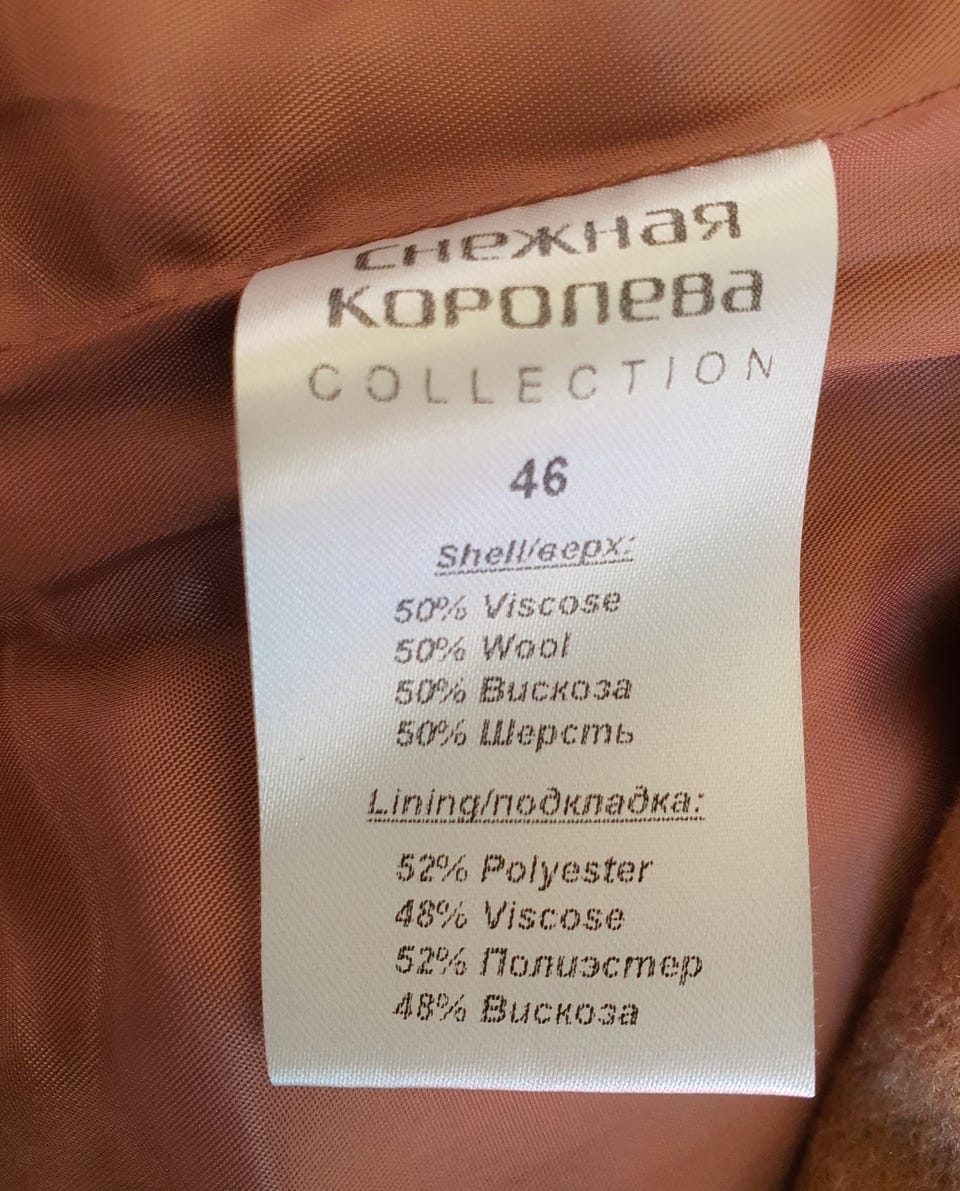 снежная
королева
COLLECTION
46
Shell/верх:
50% Viscose
50% Wool
50% Вискоза
50% Шерсть
Lining/подкладка:
52% Polyester
48% Viscose
52% Полиэстер
48% Вискоза